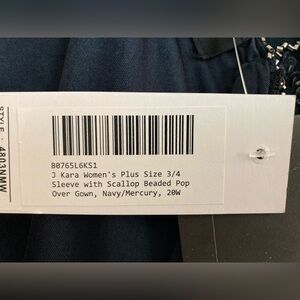 STYLE: 4803NMW
B0765L6KS1
J Kara Women's Plus Size 3/4
Sleeve with Scallop Beaded Pop
Over Gown, Navy/Mercury, 20W